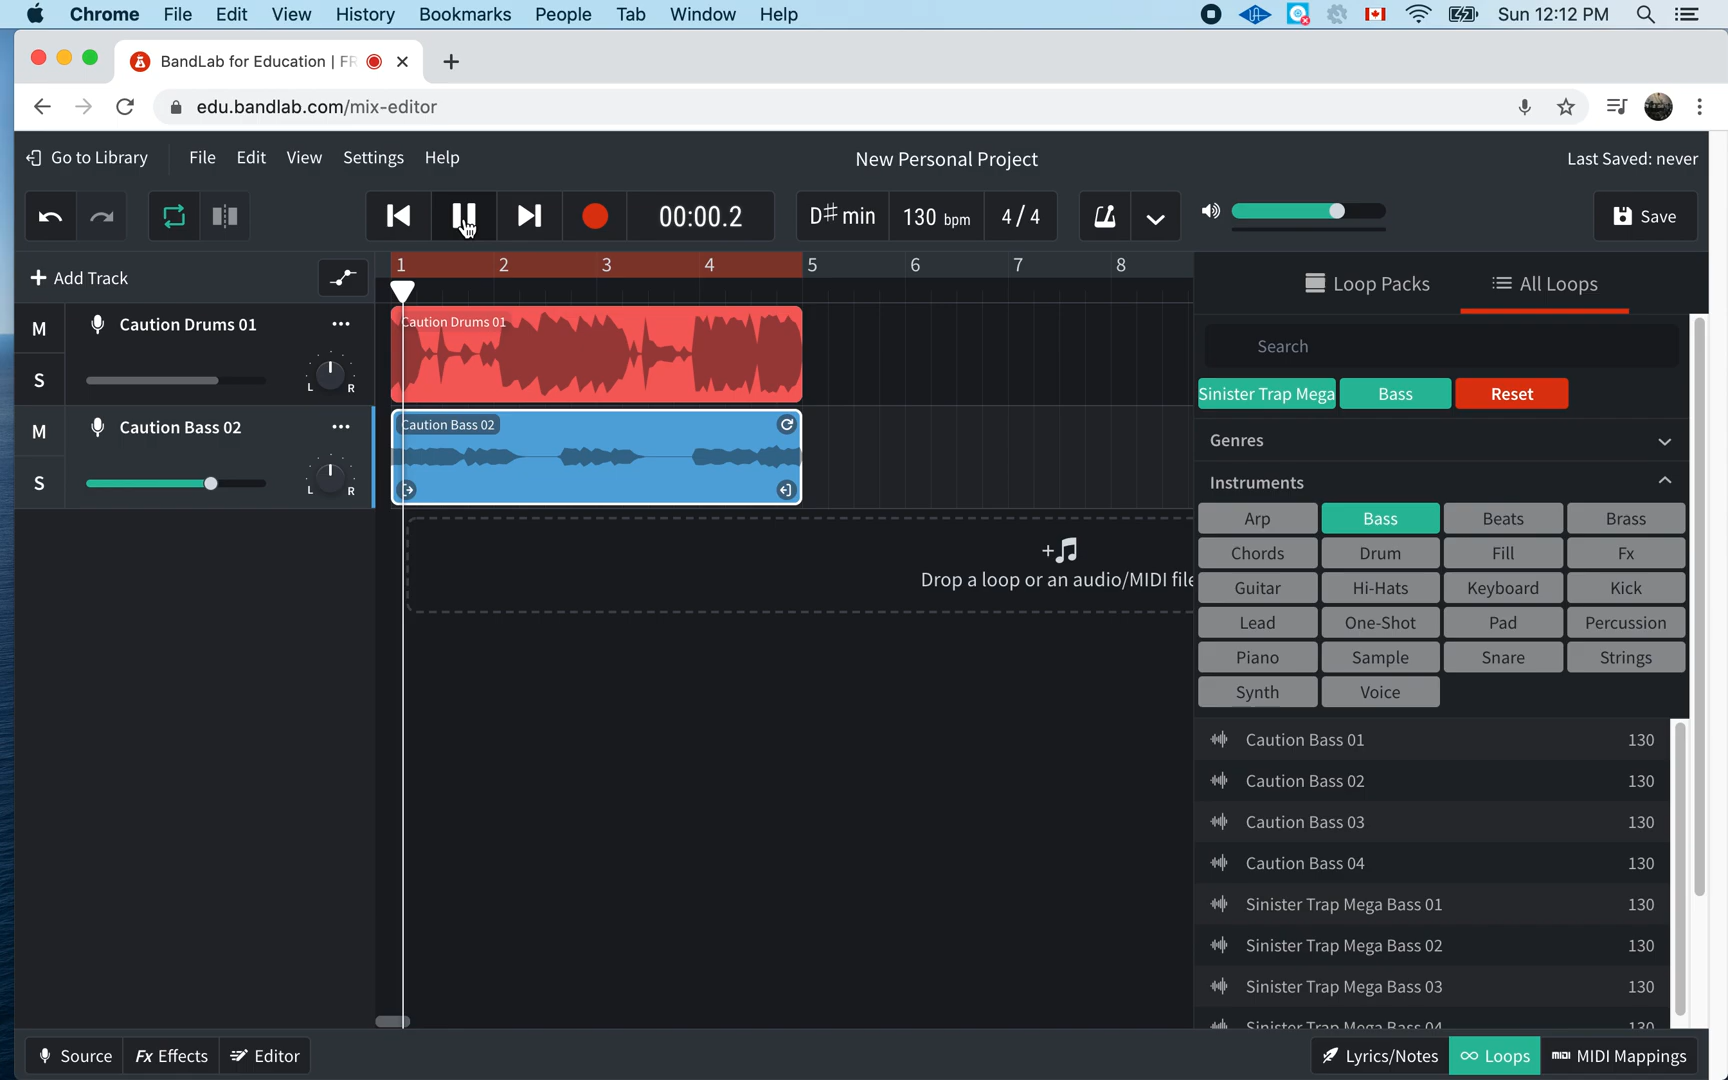 Chrome File Edit View History Bookmarks People Tab Window Help Sun 12:12 PM
BandLab for Education | FR
edu.bandlab.com/mix-editor
Go to Library File Edit View Settings Help New Personal Project Last Saved: never
00:00.2 D# min 130 bpm 4/4 Save
+ Add Track
1 2 3 4 5 6 7 8
Loop Packs All Loops
M Caution Drums 01
S L R
Caution Drums 01
M Caution Bass 02
S L R
Caution Bass 02
+
Drop a loop or an audio/MIDI file
Search
Sinister Trap Mega Bass Reset
Genres
Instruments
Arp Bass Beats Brass
Chords Drum Fill Fx
Guitar Hi-Hats Keyboard Kick
Lead One-Shot Pad Percussion
Piano Sample Snare Strings
Synth Voice
Caution Bass 01 130
Caution Bass 02 130
Caution Bass 03 130
Caution Bass 04 130
Sinister Trap Mega Bass 01 130
Sinister Trap Mega Bass 02 130
Sinister Trap Mega Bass 03 130
Sinister Trap Mega Bass 04 130
Source Fx Effects Editor Lyrics/Notes Loops MIDI MIDI Mappings